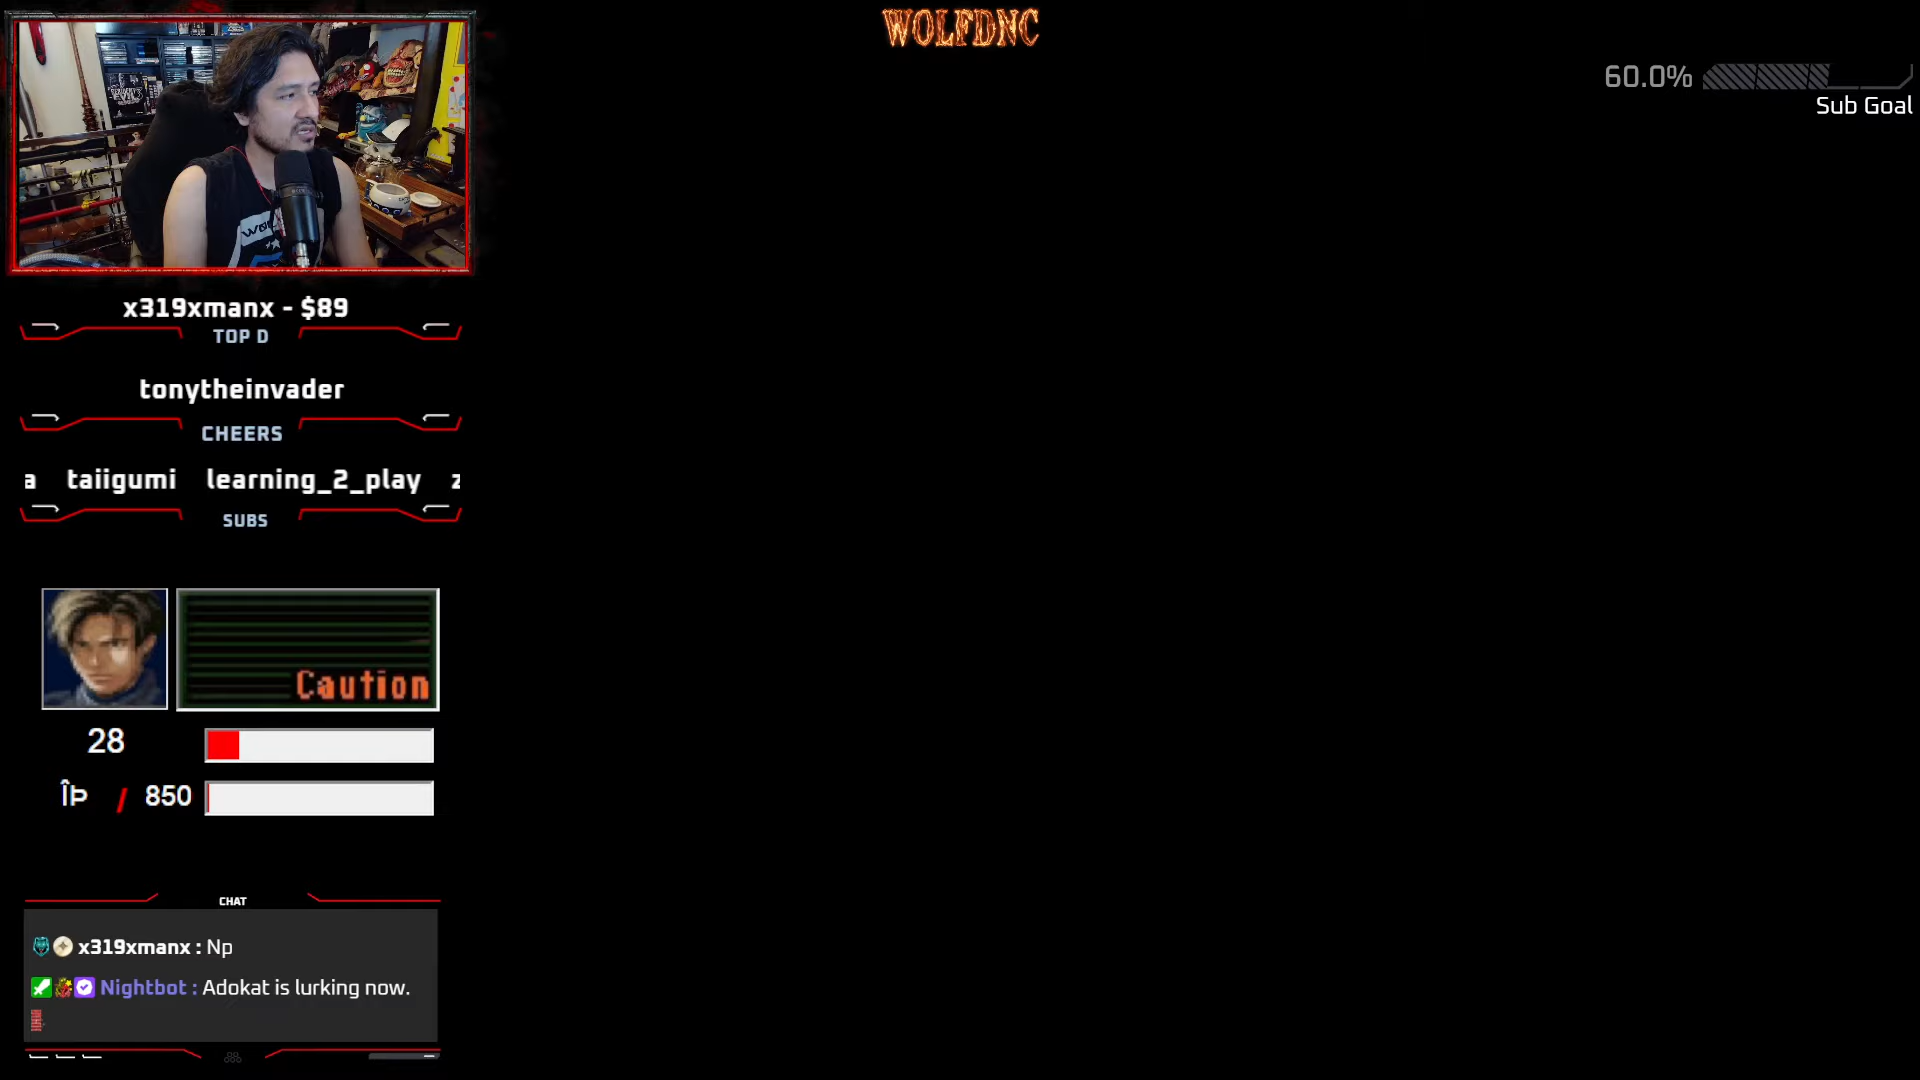 WOLFDNC
60.0%
Sub Goal
x319xmanx - $89
TOP D
tonytheinvader
CHEERS
a taiigumi learning_2_play z
SUBS
Caution
28
ÎÞ / 850
CHAT
x319xmanx : Np
Nightbot : Adokat is lurking now.